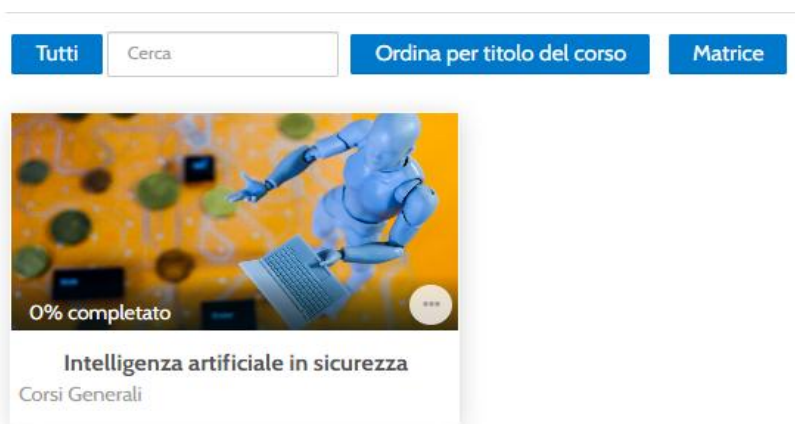 Tutti Cerca Ordina per titolo del corso Matrice
0% completato
Intelligenza artificiale in sicurezza
Corsi Generali